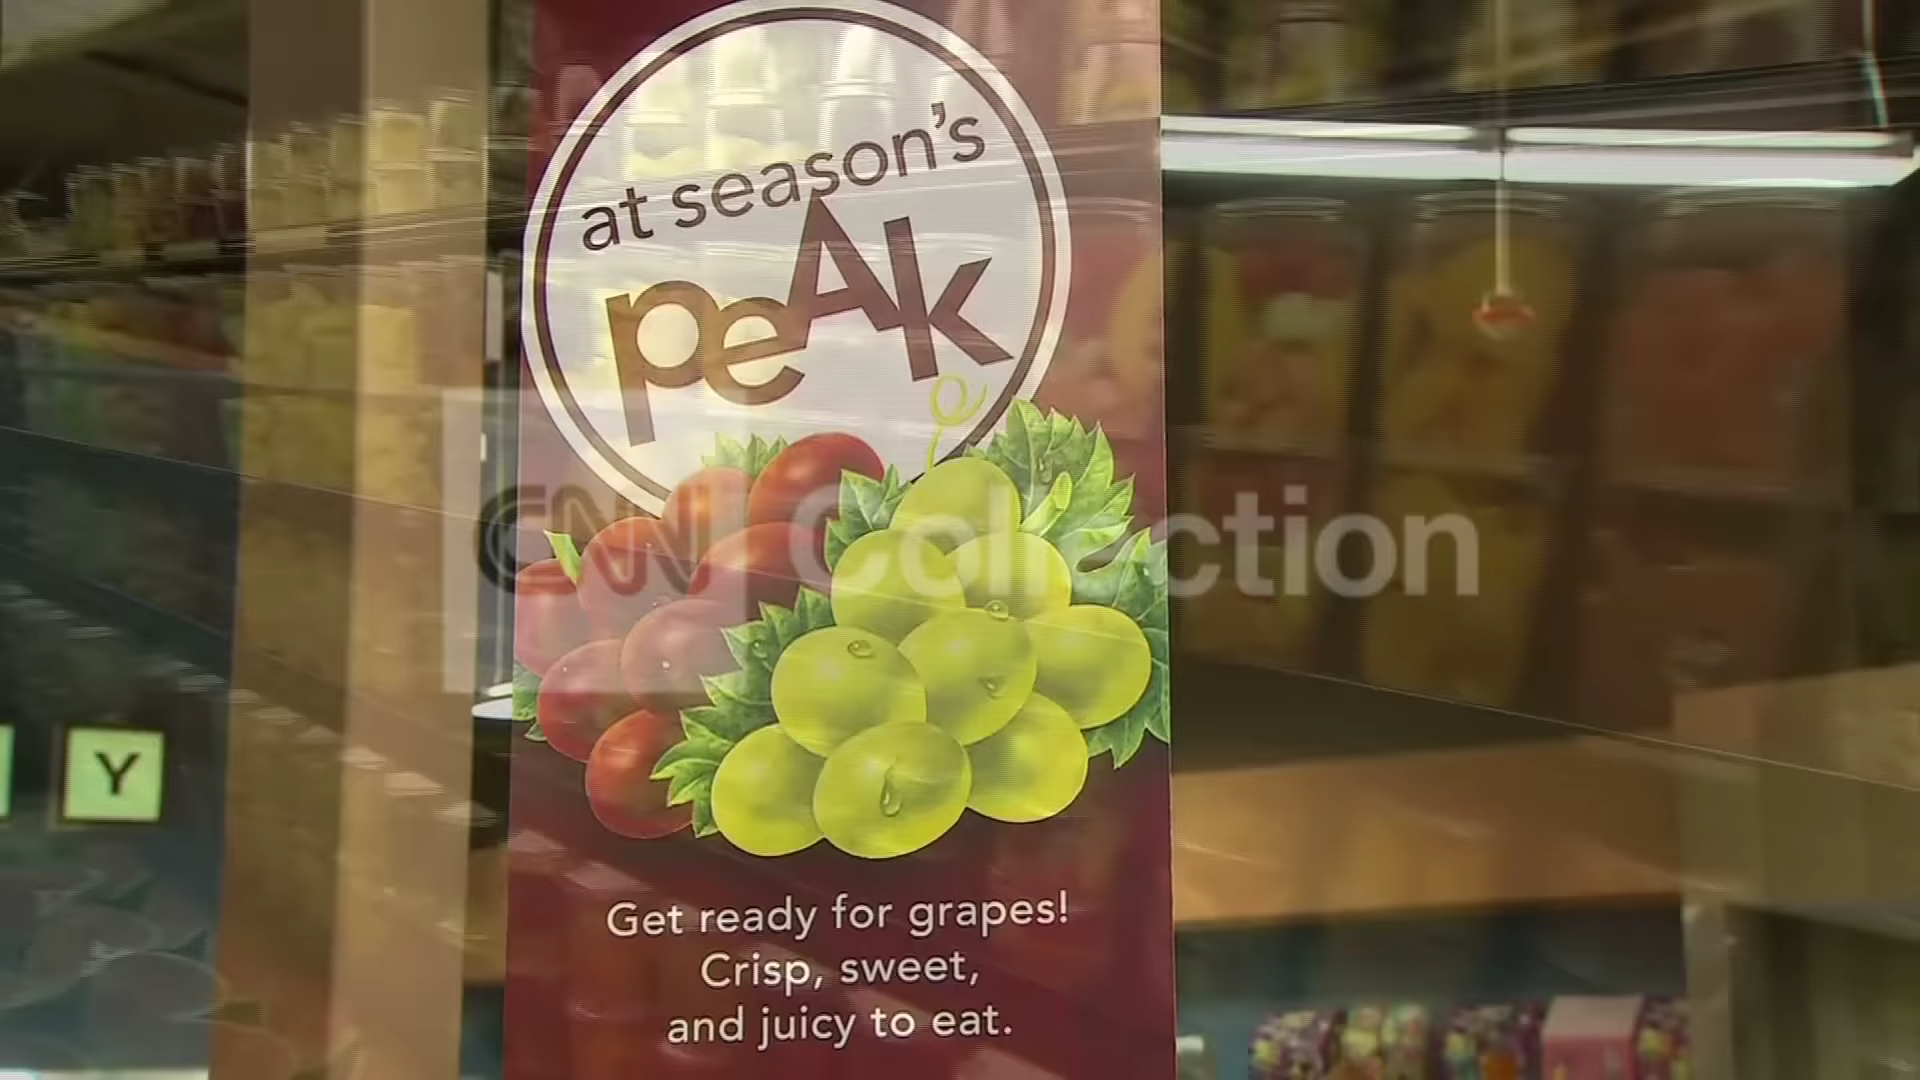 at season's
peAk
CNN Collection
Y
Get ready for grapes!
Crisp, sweet,
and juicy to eat.